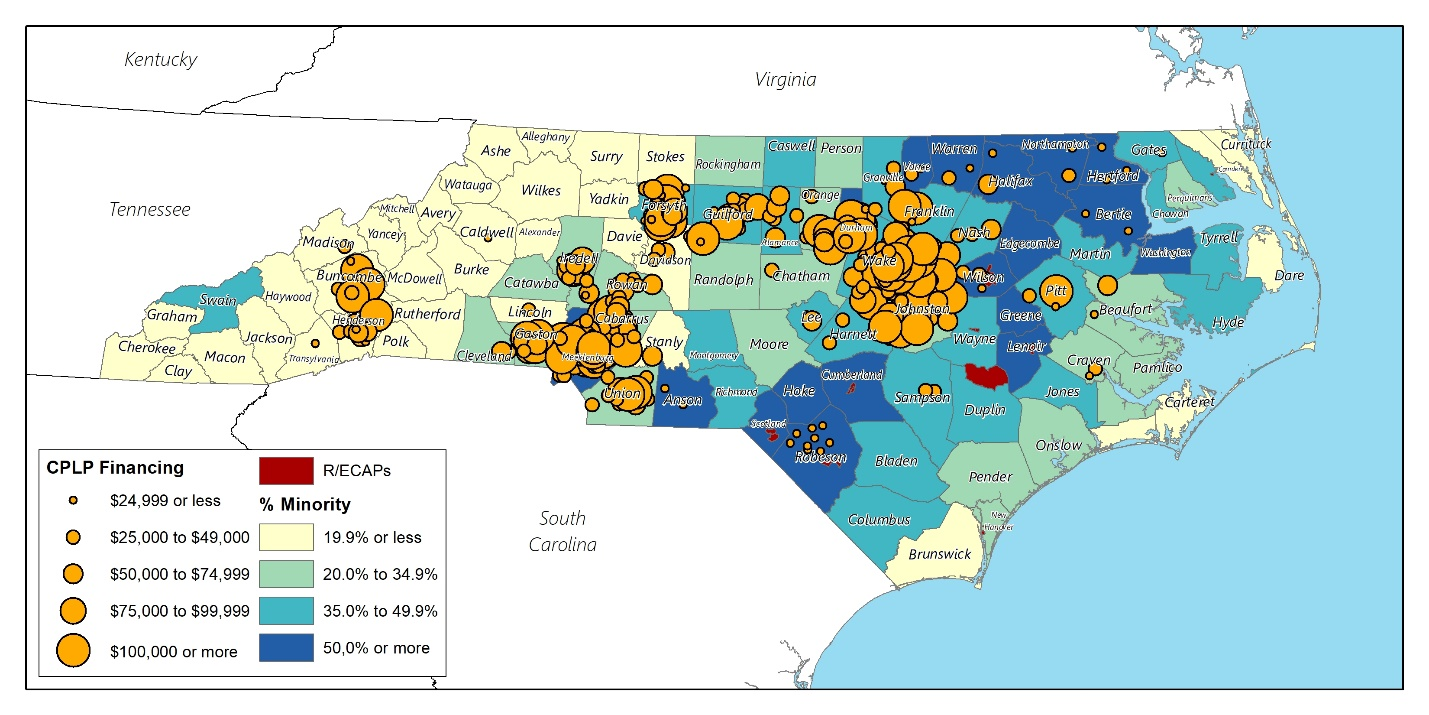 Kentucky
Virginia
Tennessee
South
Carolina
Ashe
Alleghany
Surry
Stokes
Rockingham
Caswell
Person
Granville
Vance
Warren
Northampton
Gates
Currituck
Camden
Watauga
Wilkes
Yadkin
Forsyth
Guilford
Alamance
Orange
Durham
Franklin
Halifax
Hertford
Perquimans
Chowan
Bertie
Mitchell
Avery
Yancey
Caldwell
Alexander
Iredell
Davie
Davidson
Randolph
Chatham
Wake
Nash
Edgecombe
Martin
Washington
Tyrrell
Dare
Madison
Buncombe
McDowell
Burke
Catawba
Rowan
Wilson
Pitt
Beaufort
Hyde
Swain
Haywood
Graham
Jackson
Henderson
Rutherford
Lincoln
Cabarrus
Stanly
Montgomery
Moore
Lee
Harnett
Johnston
Wayne
Greene
Lenoir
Craven
Pamlico
Cherokee
Macon
Clay
Transylvania
Polk
Cleveland
Gaston
Mecklenburg
Union
Anson
Richmond
Hoke
Cumberland
Sampson
Duplin
Jones
Carteret
Scotland
Robeson
Bladen
Onslow
Pender
Columbus
New
Hanover
Brunswick
CPLP Financing
$24,999 or less
$25,000 to $49,000
$50,000 to $74,999
$75,000 to $99,999
$100,000 or more
R/ECAPs
% Minority
19.9% or less
20.0% to 34.9%
35.0% to 49.9%
50,0% or more